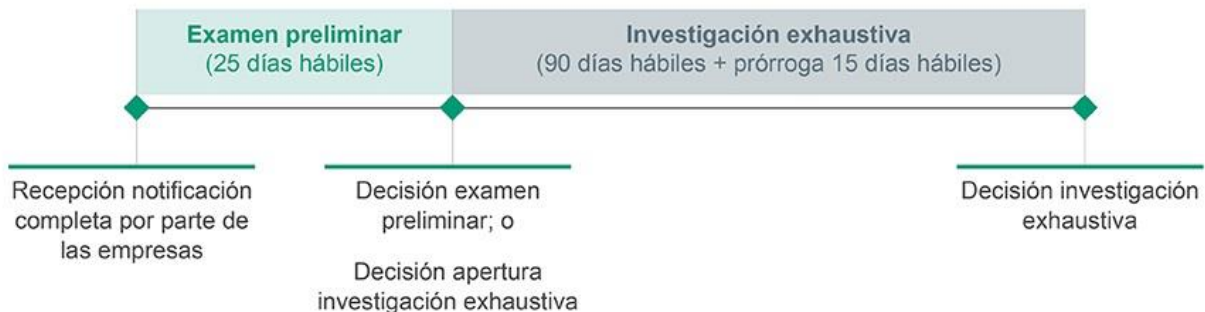 Examen preliminar
(25 días hábiles)
Investigación exhaustiva
(90 días hábiles + prórroga 15 días hábiles)
Recepción notificación
completa por parte de
las empresas
Decisión examen
preliminar; o
Decisión apertura
investigación exhaustiva
Decisión investigación
exhaustiva